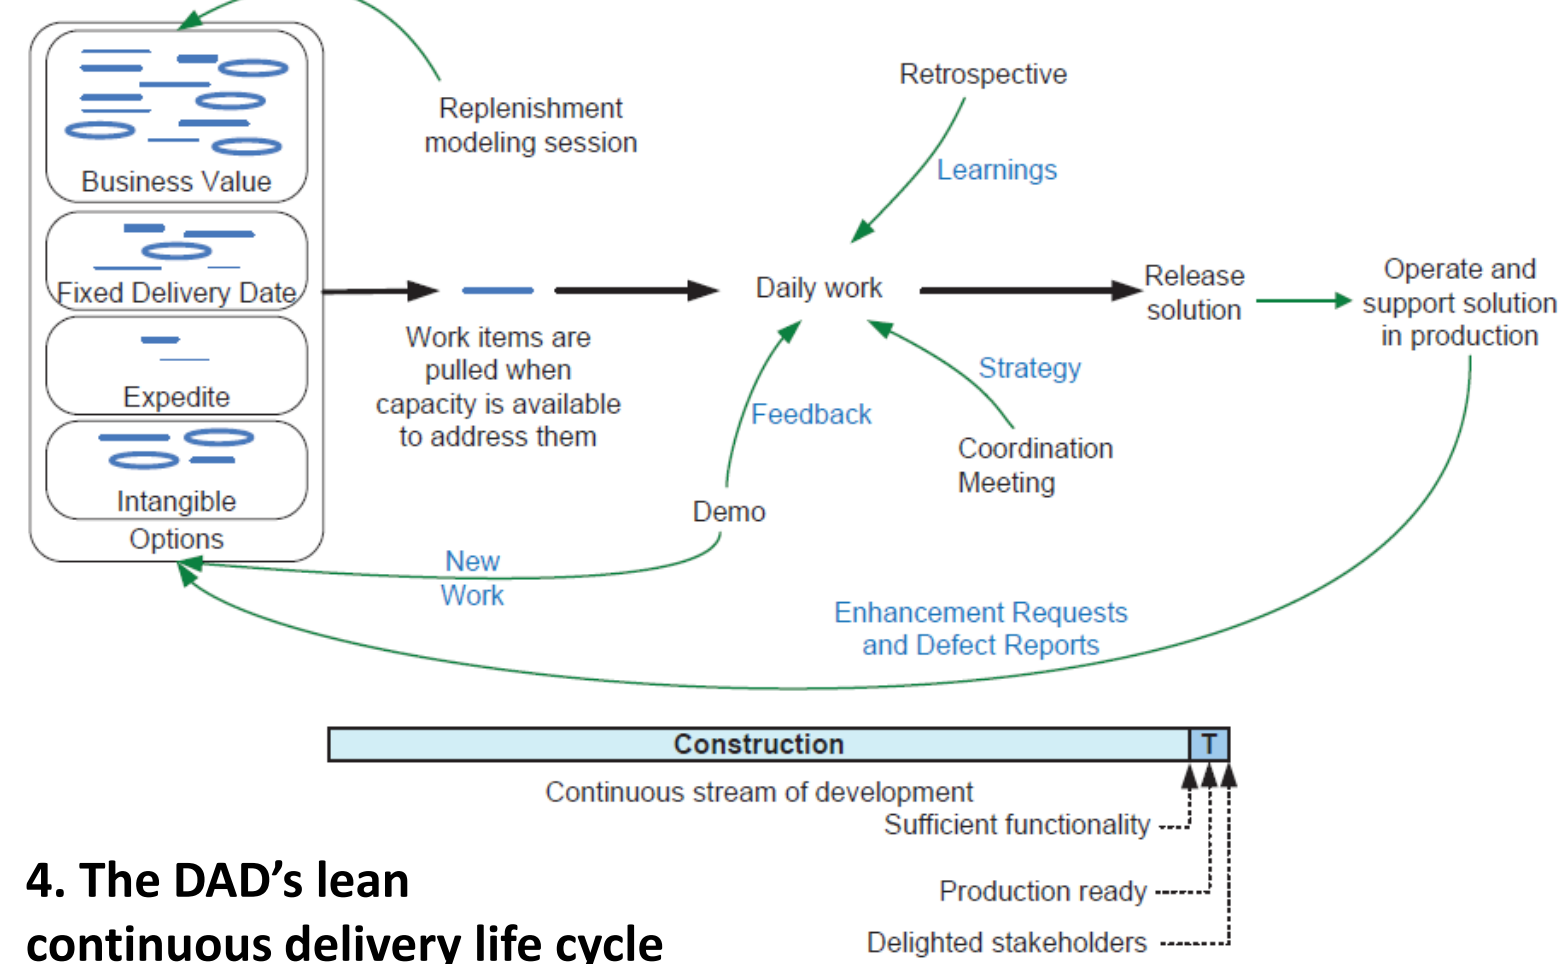 Replenishment
modeling session
Retrospective
Learnings
Business Value
Fixed Delivery Date
Expedite
Intangible
Options
Work items are
pulled when
capacity is available
to address them
Daily work
Release
solution
Operate and
support solution
in production
Strategy
Feedback
Coordination
Meeting
Demo
New
Work
Enhancement Requests
and Defect Reports
Construction
T
Continuous stream of development
Sufficient functionality
Production ready
Delighted stakeholders
4. The DAD’s lean
continuous delivery life cycle